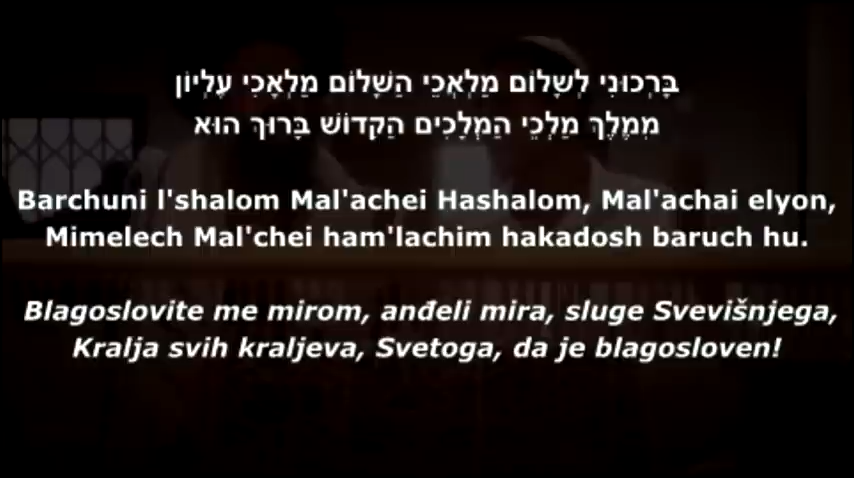 בָּרְכוּנִי לְשָׁלוֹם מַלְאֲכֵי הַשָּׁלוֹם מַלְאָכִי עֶלְיוֹן
מִמֶּלֶךְ מַלְכֵי הַמְּלָכִים הַקָּדוֹשׁ בָּרוּךְ הוּא
Barchuni l'shalom Mal'achei Hashalom, Mal'achai elyon,
Mimelech Mal'chei ham'lachim hakadosh baruch hu.
Blagoslovite me mirom, anđeli mira, sluge Svevišnjega,
Kralja svih kraljeva, Svetoga, da je blagosloven!